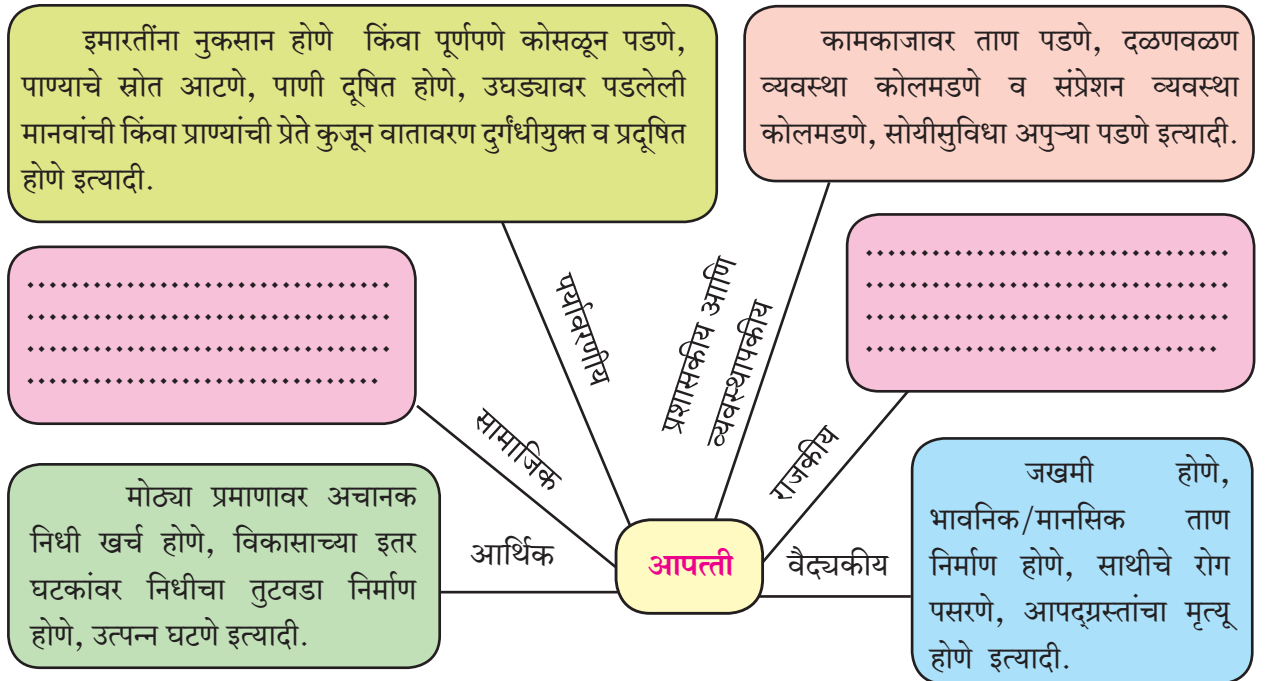 इमारतींना नुकसान होणे किंवा पूर्णपणे कोसळून पडणे,
पाण्याचे स्रोत आटणे, पाणी दूषित होणे, उघड्यावर पडलेली
मानवांची किंवा प्राण्यांची प्रेते कुजून वातावरण दुर्गंधीयुक्त व प्रदूषित
होणे इत्यादी.
कामकाजावर ताण पडणे, दळणवळण
व्यवस्था कोलमडणे व संप्रेशन व्यवस्था
कोलमडणे, सोयीसुविधा अपुऱ्या पडणे इत्यादी.
पर्यावरणीय
प्रशासकीय आणि
व्यवस्थापकीय
सामाजिक
राजकीय
मोठ्या प्रमाणावर अचानक
निधी खर्च होणे, विकासाच्या इतर
घटकांवर निधीचा तुटवडा निर्माण
होणे, उत्पन्न घटणे इत्यादी.
आर्थिक
आपत्ती
वैद्यकीय
जखमी होणे,
भावनिक/मानसिक ताण
निर्माण होणे, साथीचे रोग
पसरणे, आपद्ग्रस्तांचा मृत्यू
होणे इत्यादी.